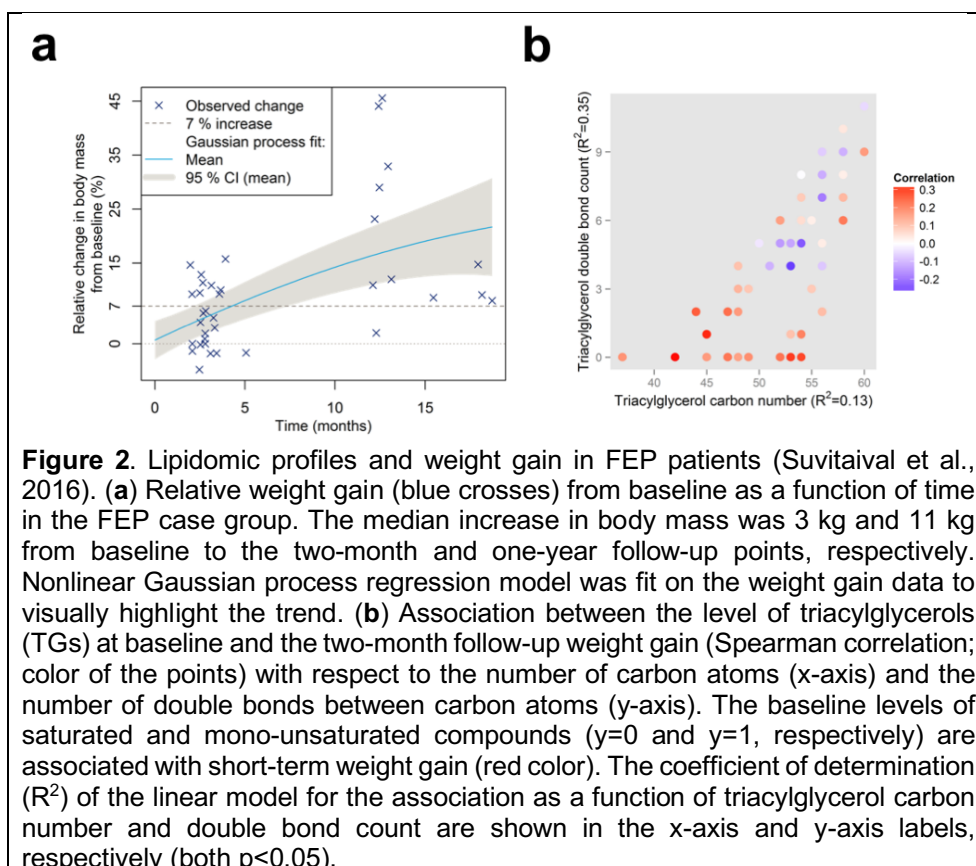 a
b
45
35
25
15
7
0
Relative change in body mass
from baseline (%)
Observed change
7 % increase
Gaussian process fit:
Mean
95 % CI (mean)
0
5
10
15
Time (months)
Triacylglycerol double bond count (R²=0.35)
9
6
3
0
40
45
50
55
60
Triacylglycerol carbon number (R²=0.13)
Correlation
0.3
0.2
0.1
0.0
-0.1
-0.2
Figure 2. Lipidomic profiles and weight gain in FEP patients (Suvitaival et al.,
2016). (a) Relative weight gain (blue crosses) from baseline as a function of time
in the FEP case group. The median increase in body mass was 3 kg and 11 kg
from baseline to the two-month and one-year follow-up points, respectively.
Nonlinear Gaussian process regression model was fit on the weight gain data to
visually highlight the trend. (b) Association between the level of triacylglycerols
(TGs) at baseline and the two-month follow-up weight gain (Spearman correlation;
color of the points) with respect to the number of carbon atoms (x-axis) and the
number of double bonds between carbon atoms (y-axis). The baseline levels of
saturated and mono-unsaturated compounds (y=0 and y=1, respectively) are
associated with short-term weight gain (red color). The coefficient of determination
(R²) of the linear model for the association as a function of triacylglycerol carbon
number and double bond count are shown in the x-axis and y-axis labels,
respectively (both p<0.05).